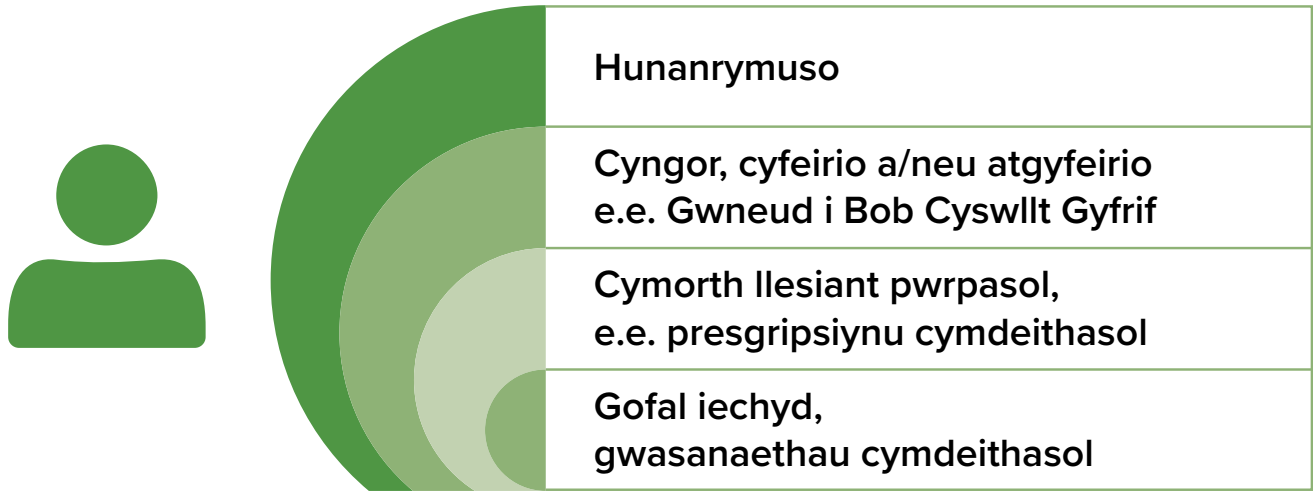 Hunanrymuso
Cyngor, cyfeirio a/neu atgyfeirio
e.e. Gwneud i Bob Cyswllt Gyfrif
Cymorth llesiant pwrpasol,
e.e. presgripsiynu cymdeithasol
Gofal iechyd,
gwasanaethau cymdeithasol